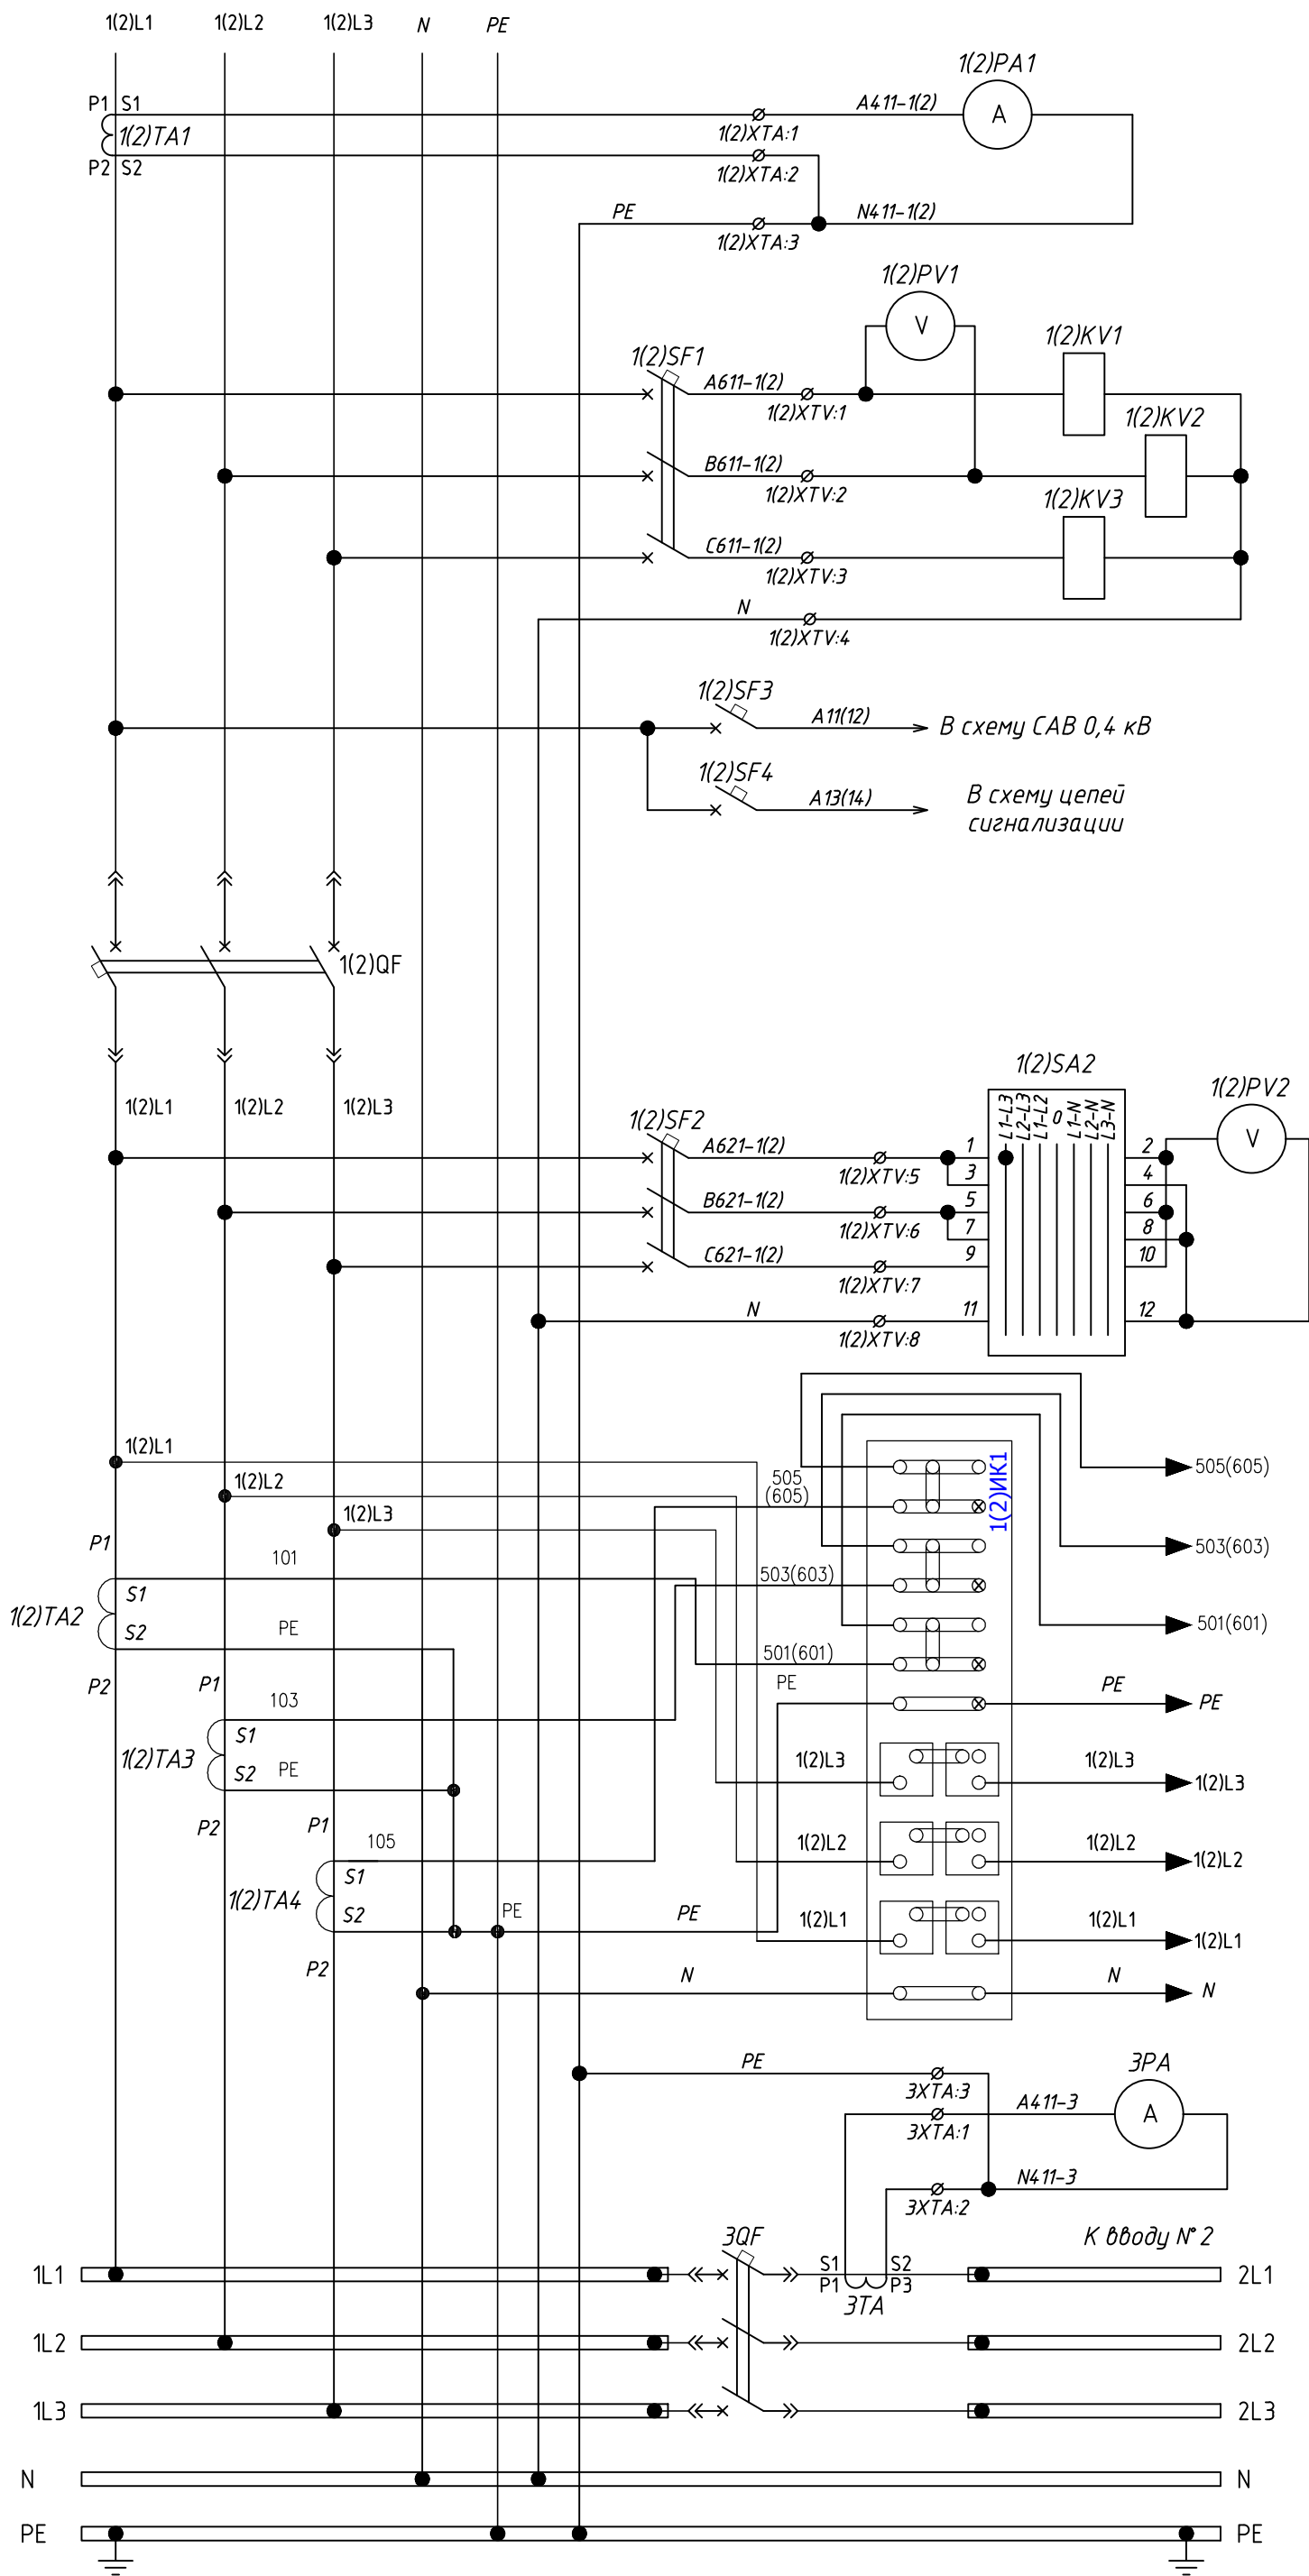 1(2)L1 1(2)L2 1(2)L3 N PE
1(2)PA1
P1 S1 A411-1(2) A
1(2)TA1 1(2)XTA:1
P2 S2
1(2)XTA:2
PE N411-1(2)
1(2)XTA:3
1(2)PV1
V
1(2)SF1 1(2)KV1
A611-1(2)
1(2)XTV:1 1(2)KV2
B611-1(2)
1(2)XTV:2 1(2)KV3
C611-1(2)
1(2)XTV:3
N
1(2)XTV:4
1(2)SF3
A11(12) В схему САВ 0,4 кВ
1(2)SF4
A13(14) В схему цепей
сигнализации
1(2)QF
1(2)SA2
1(2)L1 1(2)L2 1(2)L3 1(2)SF2 1(2)PV2
L1-L3 L2-L3 L1-L2 0 L1-N L2-N L3-N
V
A621-1(2) 1 2
1(2)XTV:5 3 4
B621-1(2) 5 6
1(2)XTV:6 7 8
C621-1(2) 9 10
1(2)XTV:7
N 11 12
1(2)XTV:8
1(2)L1
505 505(605)
1(2)L2 (605) 1(2)ИК1
1(2)L3
P1 101 503(603)
503(603)
S1
1(2)TA2
S2 PE 501(601)
501(601)
P2 P1 103 PE PE PE
S1
1(2)TA3 1(2)L3 1(2)L3
S2 PE 1(2)L3
P2 P1
105 1(2)L2 1(2)L2
1(2)L2
S1
1(2)TA4
S2 PE PE 1(2)L1 1(2)L1
1(2)L1
P2
N N N
PE 3PA
3XTA:3
A411-3 A
3XTA:1
N411-3
3XTA:2
3QF К вводу № 2
1L1 S1 S2 2L1
P1 P3
3TA
1L2 2L2
1L3 2L3
N N
PE PE